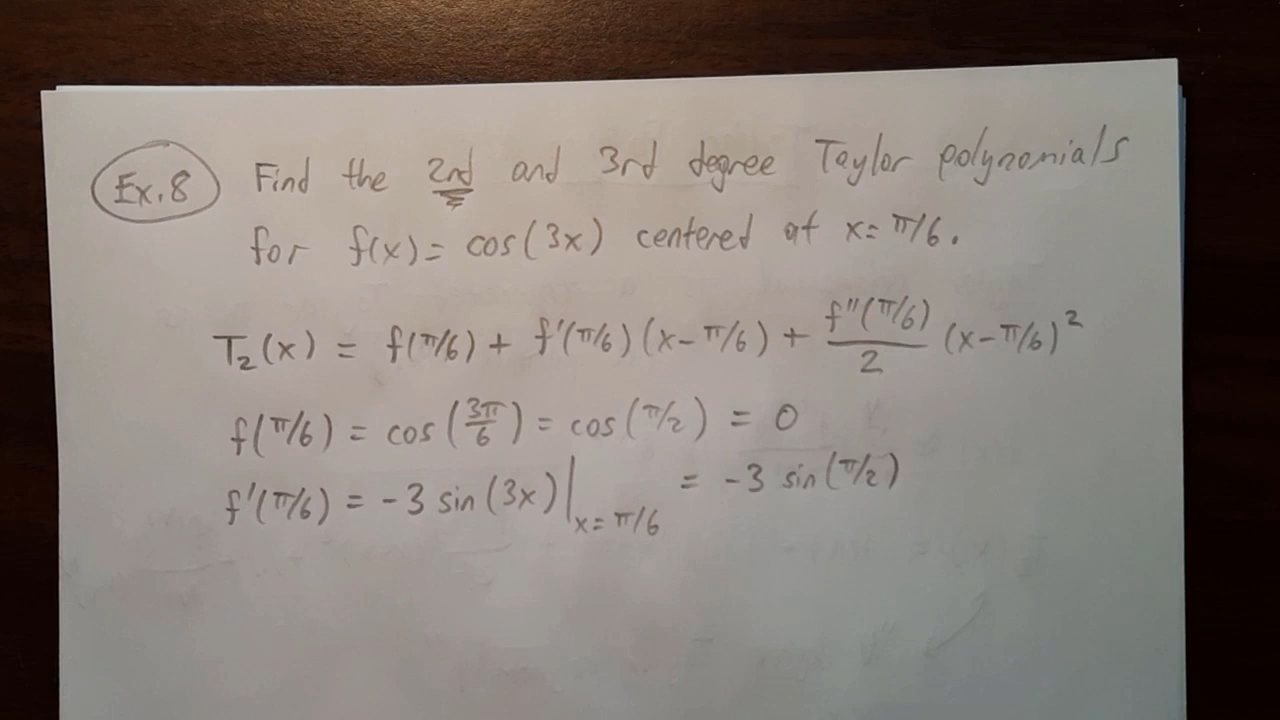 Ex. 8 Find the 2nd and 3rd degree Taylor polynomials
for f(x) = cos(3x) centered at x = π/6.
T₂(x) = f(π/6) + f'(π/6)(x-π/6) + f''(π/6)/2 (x-π/6)²
f(π/6) = cos(3π/6) = cos(π/2) = 0
f'(π/6) = -3 sin(3x)|x=π/6 = -3 sin(π/2)